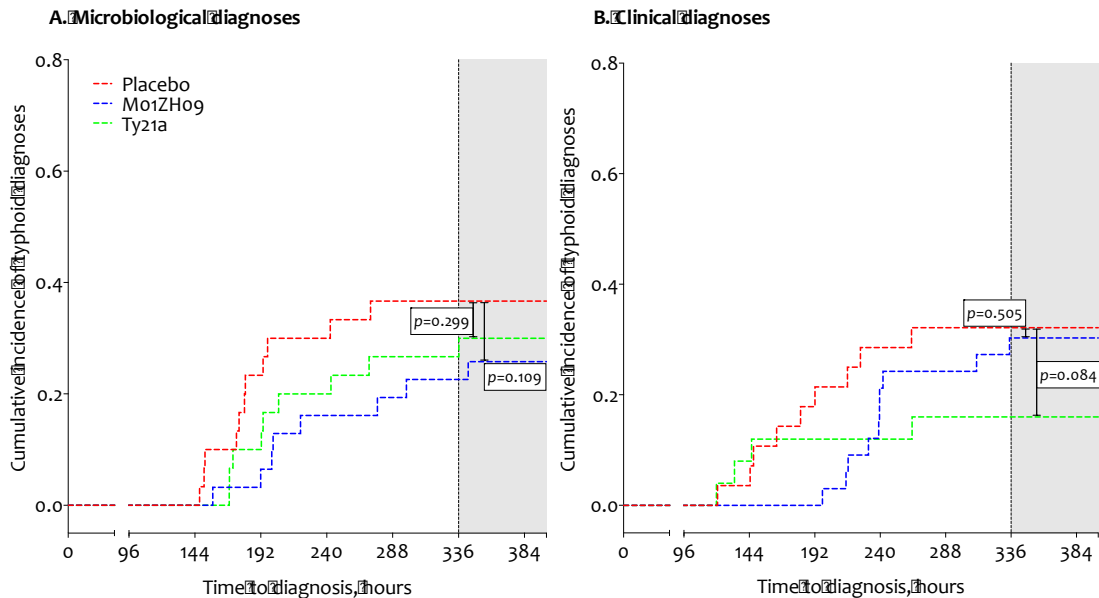 A. Microbiological diagnoses
Cumulative incidence of typhoid diagnoses
0.8
0.6
0.4
0.2
0.0
Placebo
M01ZH09
Ty21a
p=0.299
p=0.109
0 96 144 192 240 288 336 384
Time to diagnosis, hours
B. Clinical diagnoses
Cumulative incidence of typhoid diagnoses
0.8
0.6
0.4
0.2
0.0
p=0.505
p=0.084
0 96 144 192 240 288 336 384
Time to diagnosis, hours